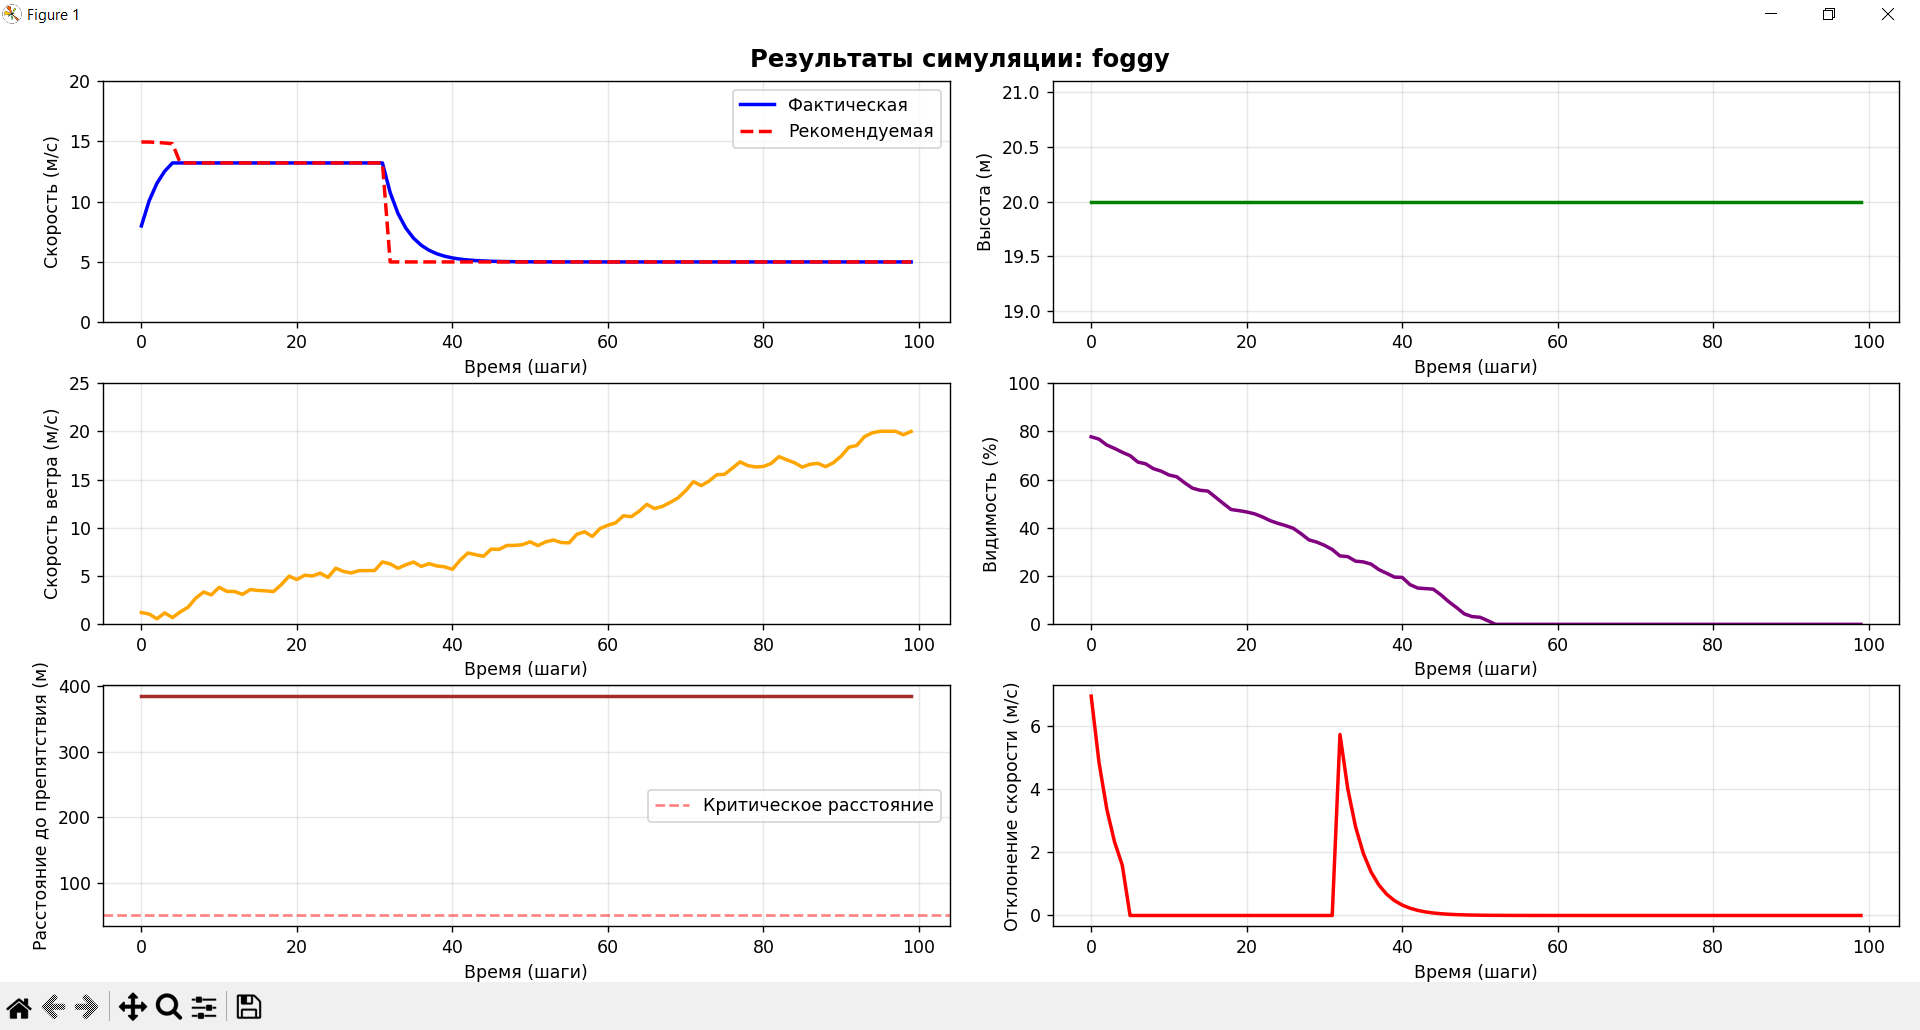 Figure 1
Результаты симуляции: foggy
Скорость (м/с)
20
15
10
5
0
Фактическая
Рекомендуемая
0 20 40 60 80 100
Время (шаги)
Высота (м)
21.0
20.5
20.0
19.5
19.0
0 20 40 60 80 100
Время (шаги)
Скорость ветра (м/с)
25
20
15
10
5
0
0 20 40 60 80 100
Время (шаги)
Видимость (%)
100
80
60
40
20
0
0 20 40 60 80 100
Время (шаги)
Расстояние до препятствия (м)
400
300
200
100
Критическое расстояние
0 20 40 60 80 100
Время (шаги)
Отклонение скорости (м/с)
6
4
2
0
0 20 40 60 80 100
Время (шаги)